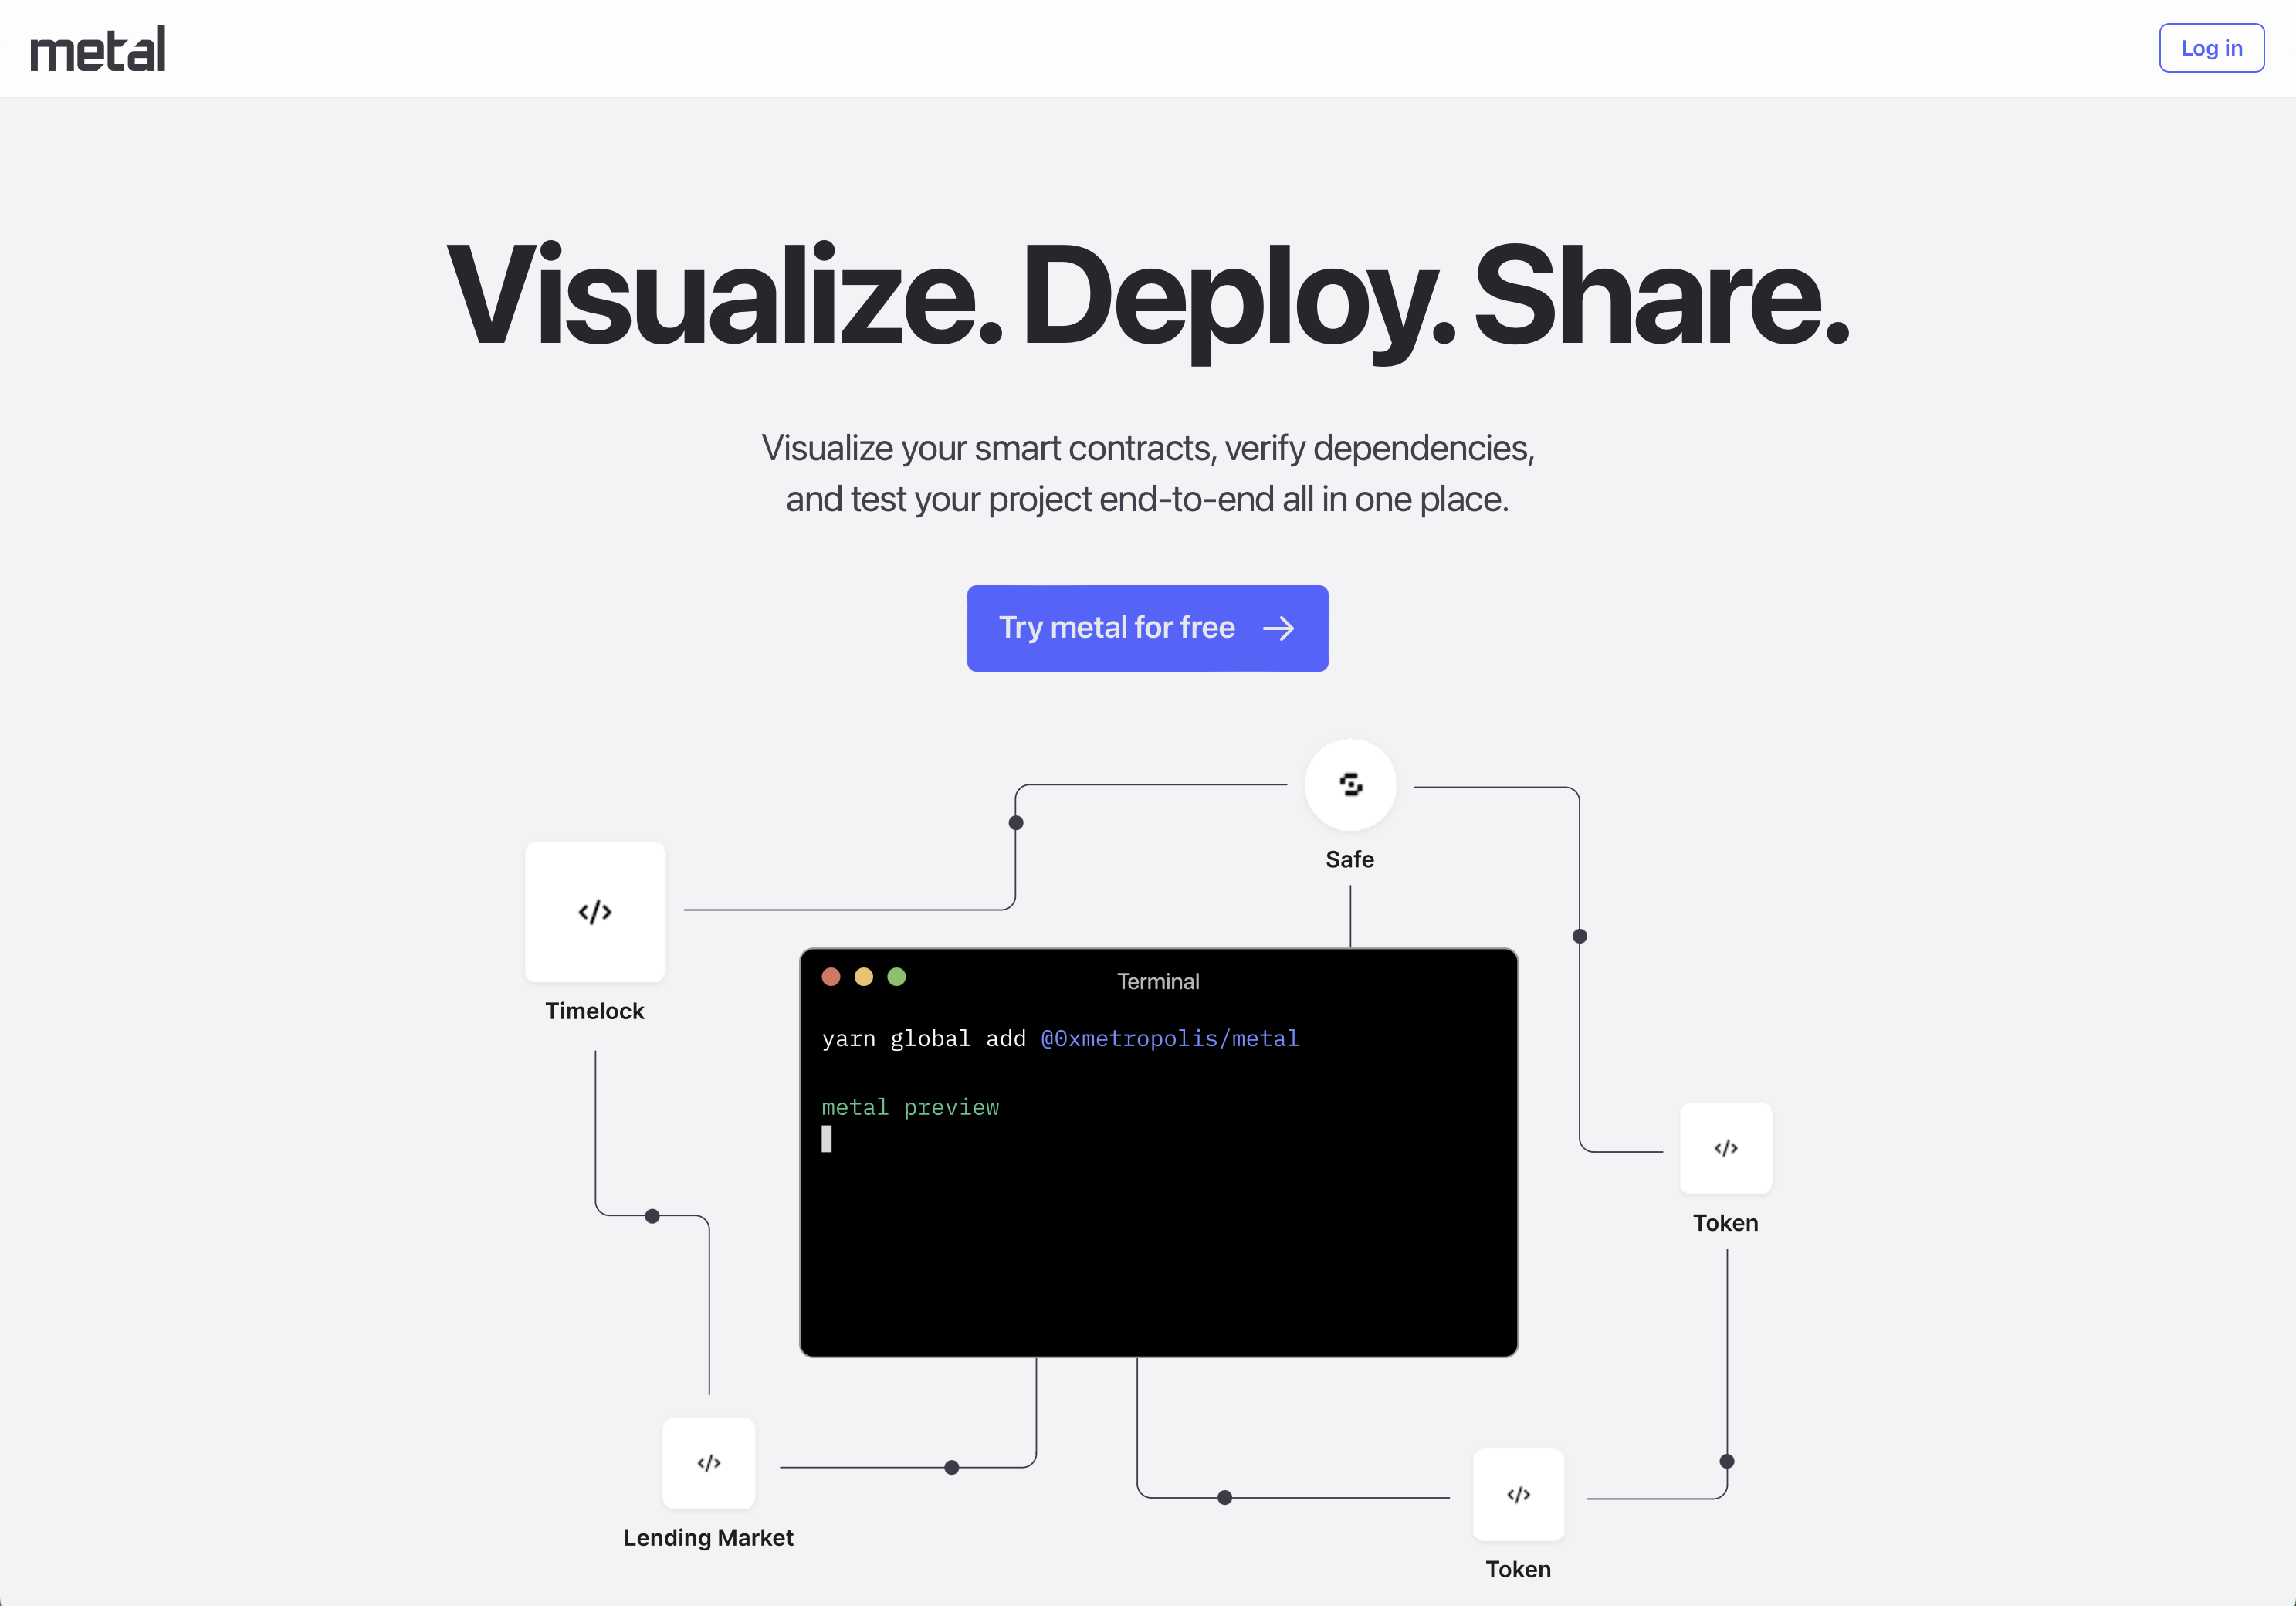 metal
Log in
Visualize. Deploy. Share.
Visualize your smart contracts, verify dependencies,
and test your project end-to-end all in one place.
Try metal for free
Safe
</>
Timelock
Terminal
yarn global add @0xmetropolis/metal
metal preview
</>
Token
</>
Lending Market
</>
Token